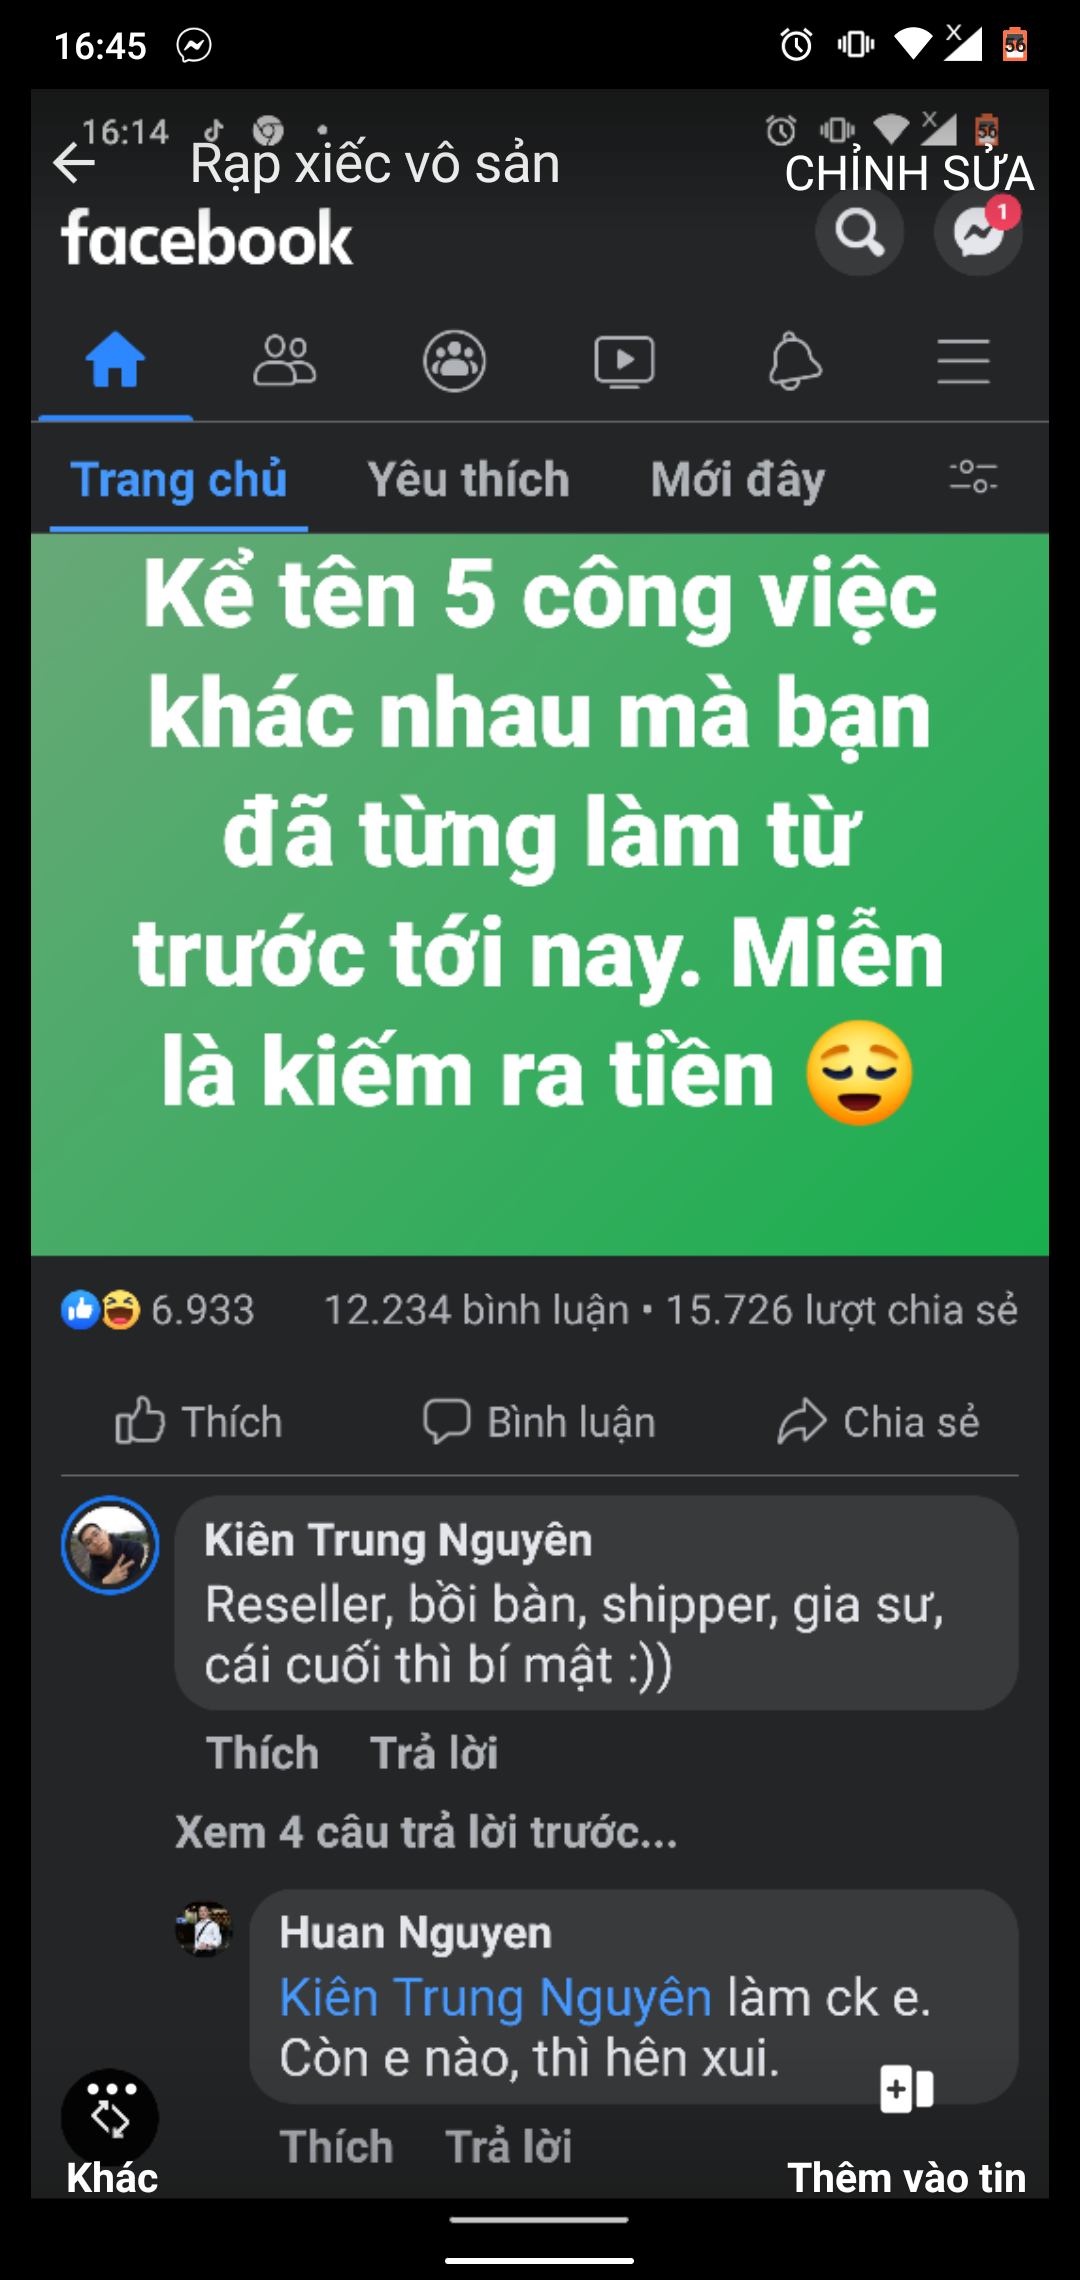 16:45
56
16:14
56
Rạp xiếc vô sản
CHỈNH SỬA
facebook
1
Trang chủ Yêu thích Mới đây
Kể tên 5 công việc
khác nhau mà bạn
đã từng làm từ
trước tới nay. Miễn
là kiếm ra tiền 😌
6.933 12.234 bình luận • 15.726 lượt chia sẻ
Thích Bình luận Chia sẻ
Kiên Trung Nguyên
Reseller, bồi bàn, shipper, gia sư,
cái cuối thì bí mật :))
Thích Trả lời
Xem 4 câu trả lời trước...
Huan Nguyen
Kiên Trung Nguyên làm ck e.
Còn e nào, thì hên xui.
Thích Trả lời
Khác
Thêm vào tin